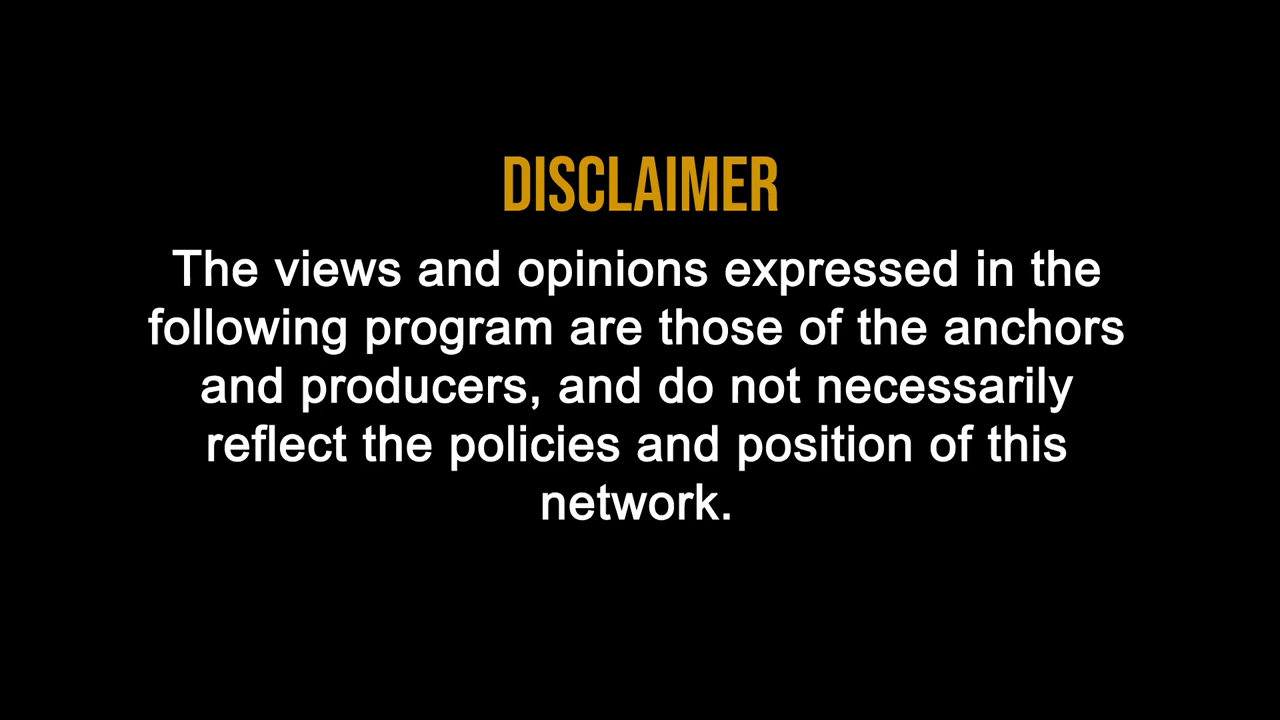 DISCLAIMER
The views and opinions expressed in the
following program are those of the anchors
and producers, and do not necessarily
reflect the policies and position of this
network.